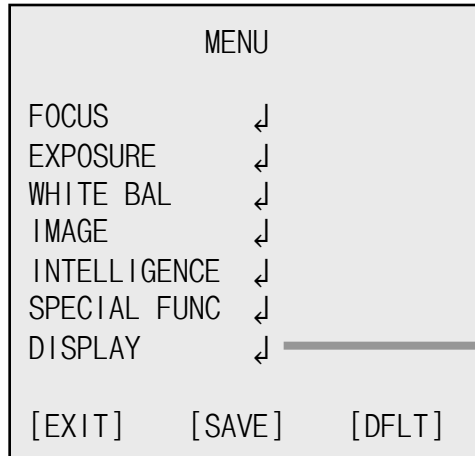 MENU
FOCUS ↲
EXPOSURE ↲
WHITE BAL ↲
IMAGE ↲
INTELLIGENCE ↲
SPECIAL FUNC ↲
DISPLAY ↲
[EXIT] [SAVE] [DFLT]